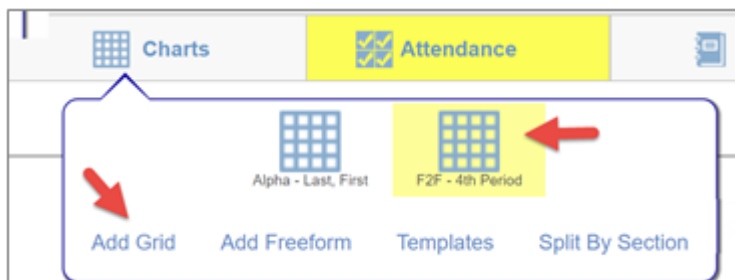 Charts Attendance
Alpha - Last, First F2F - 4th Period
Add Grid Add Freeform Templates Split By Section